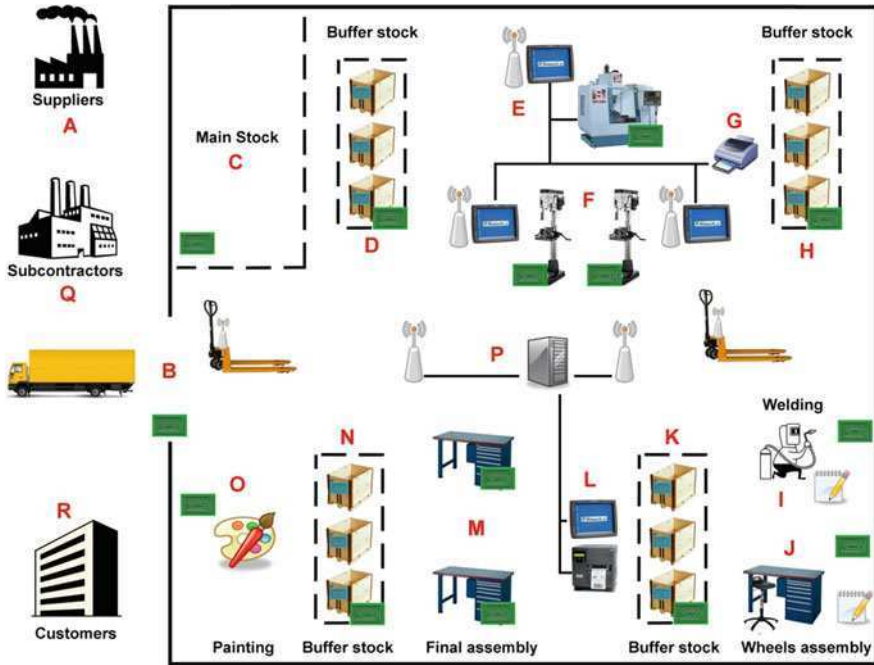 Buffer stock
Buffer stock
Suppliers
A
E
G
Main Stock
C
F
D
H
Subcontractors
Q
B
P
Welding
N
K
I
O
L
R
M
J
Customers
Painting
Buffer stock
Final assembly
Buffer stock
Wheels assembly